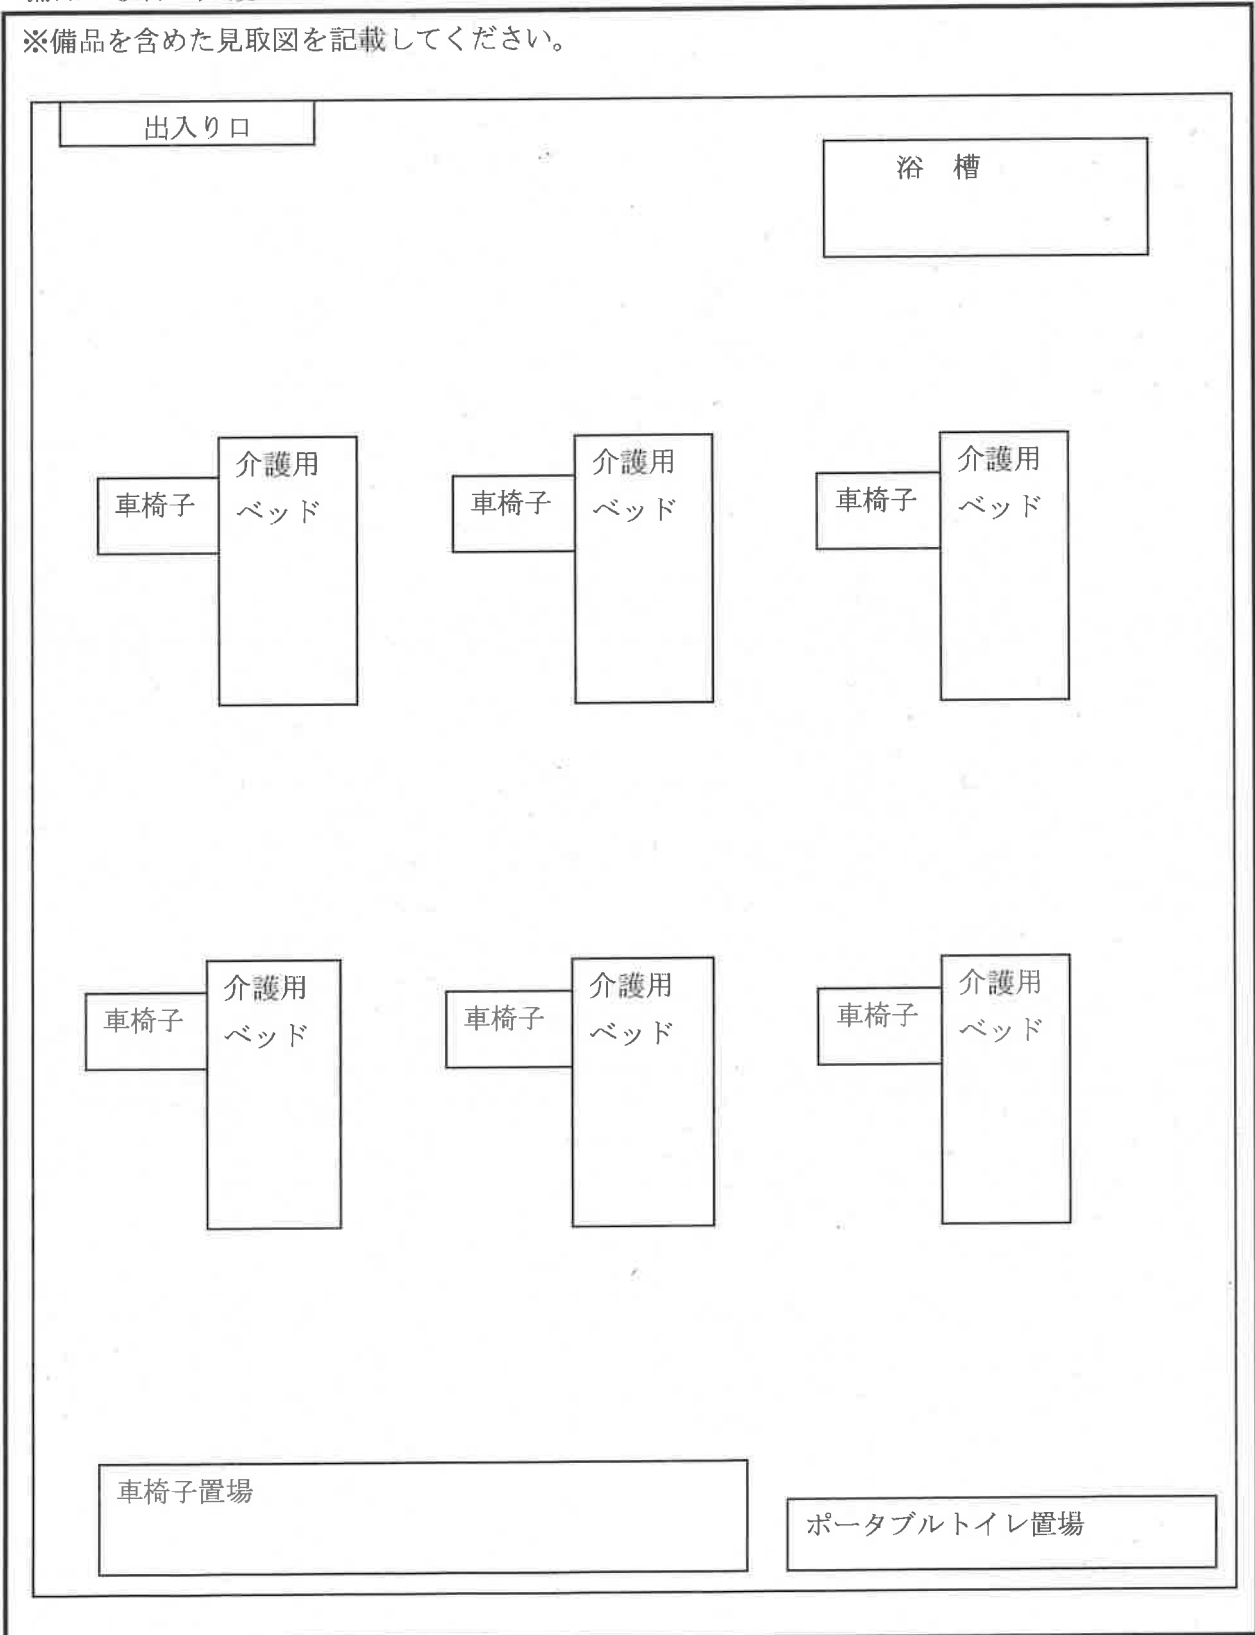 ※備品を含めた見取図を記載してください。
出入り口
浴　槽
車椅子
介護用
ベッド
車椅子
介護用
ベッド
車椅子
介護用
ベッド
車椅子
介護用
ベッド
車椅子
介護用
ベッド
車椅子
介護用
ベッド
車椅子置場
ポータブルトイレ置場